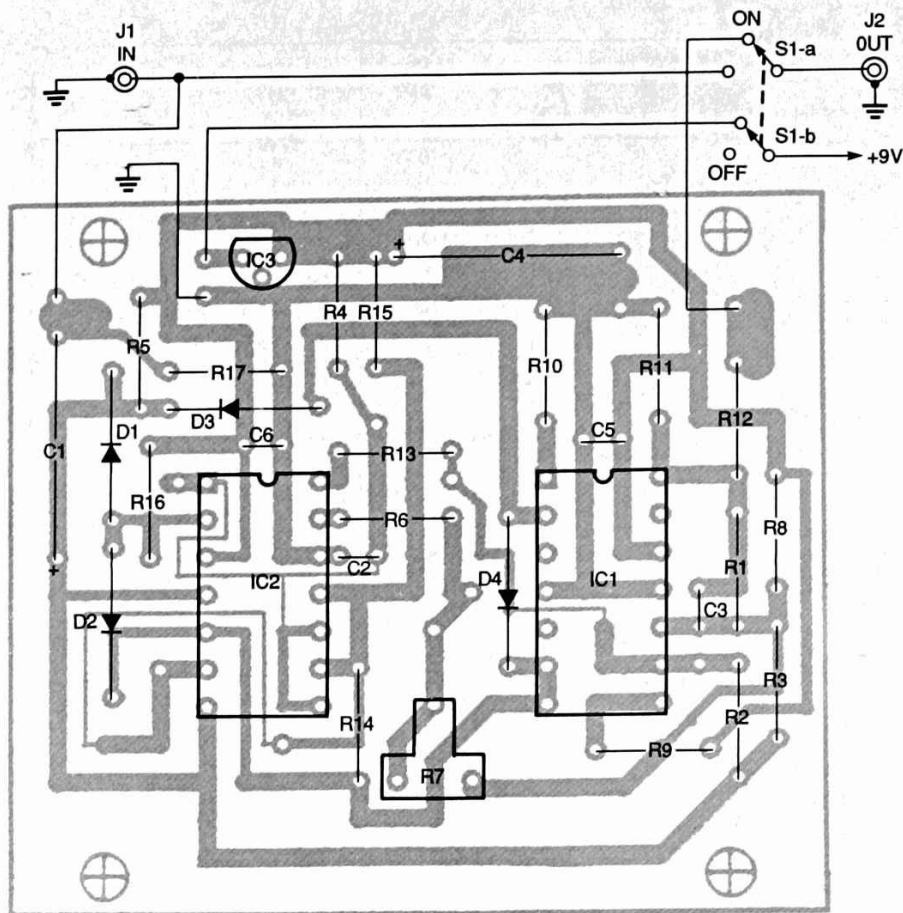 J1
IN
ON
S1-a
J2
0UT
S1-b
+9V
OFF
IC3
+
C4
R4
R15
R5
R17
R10
R11
D3
D1
C6
C5
R12
C1
R13
R16
R6
R8
+
IC2
C2
D4
IC1
R1
C3
D2
R14
R3
R2
R7
R9